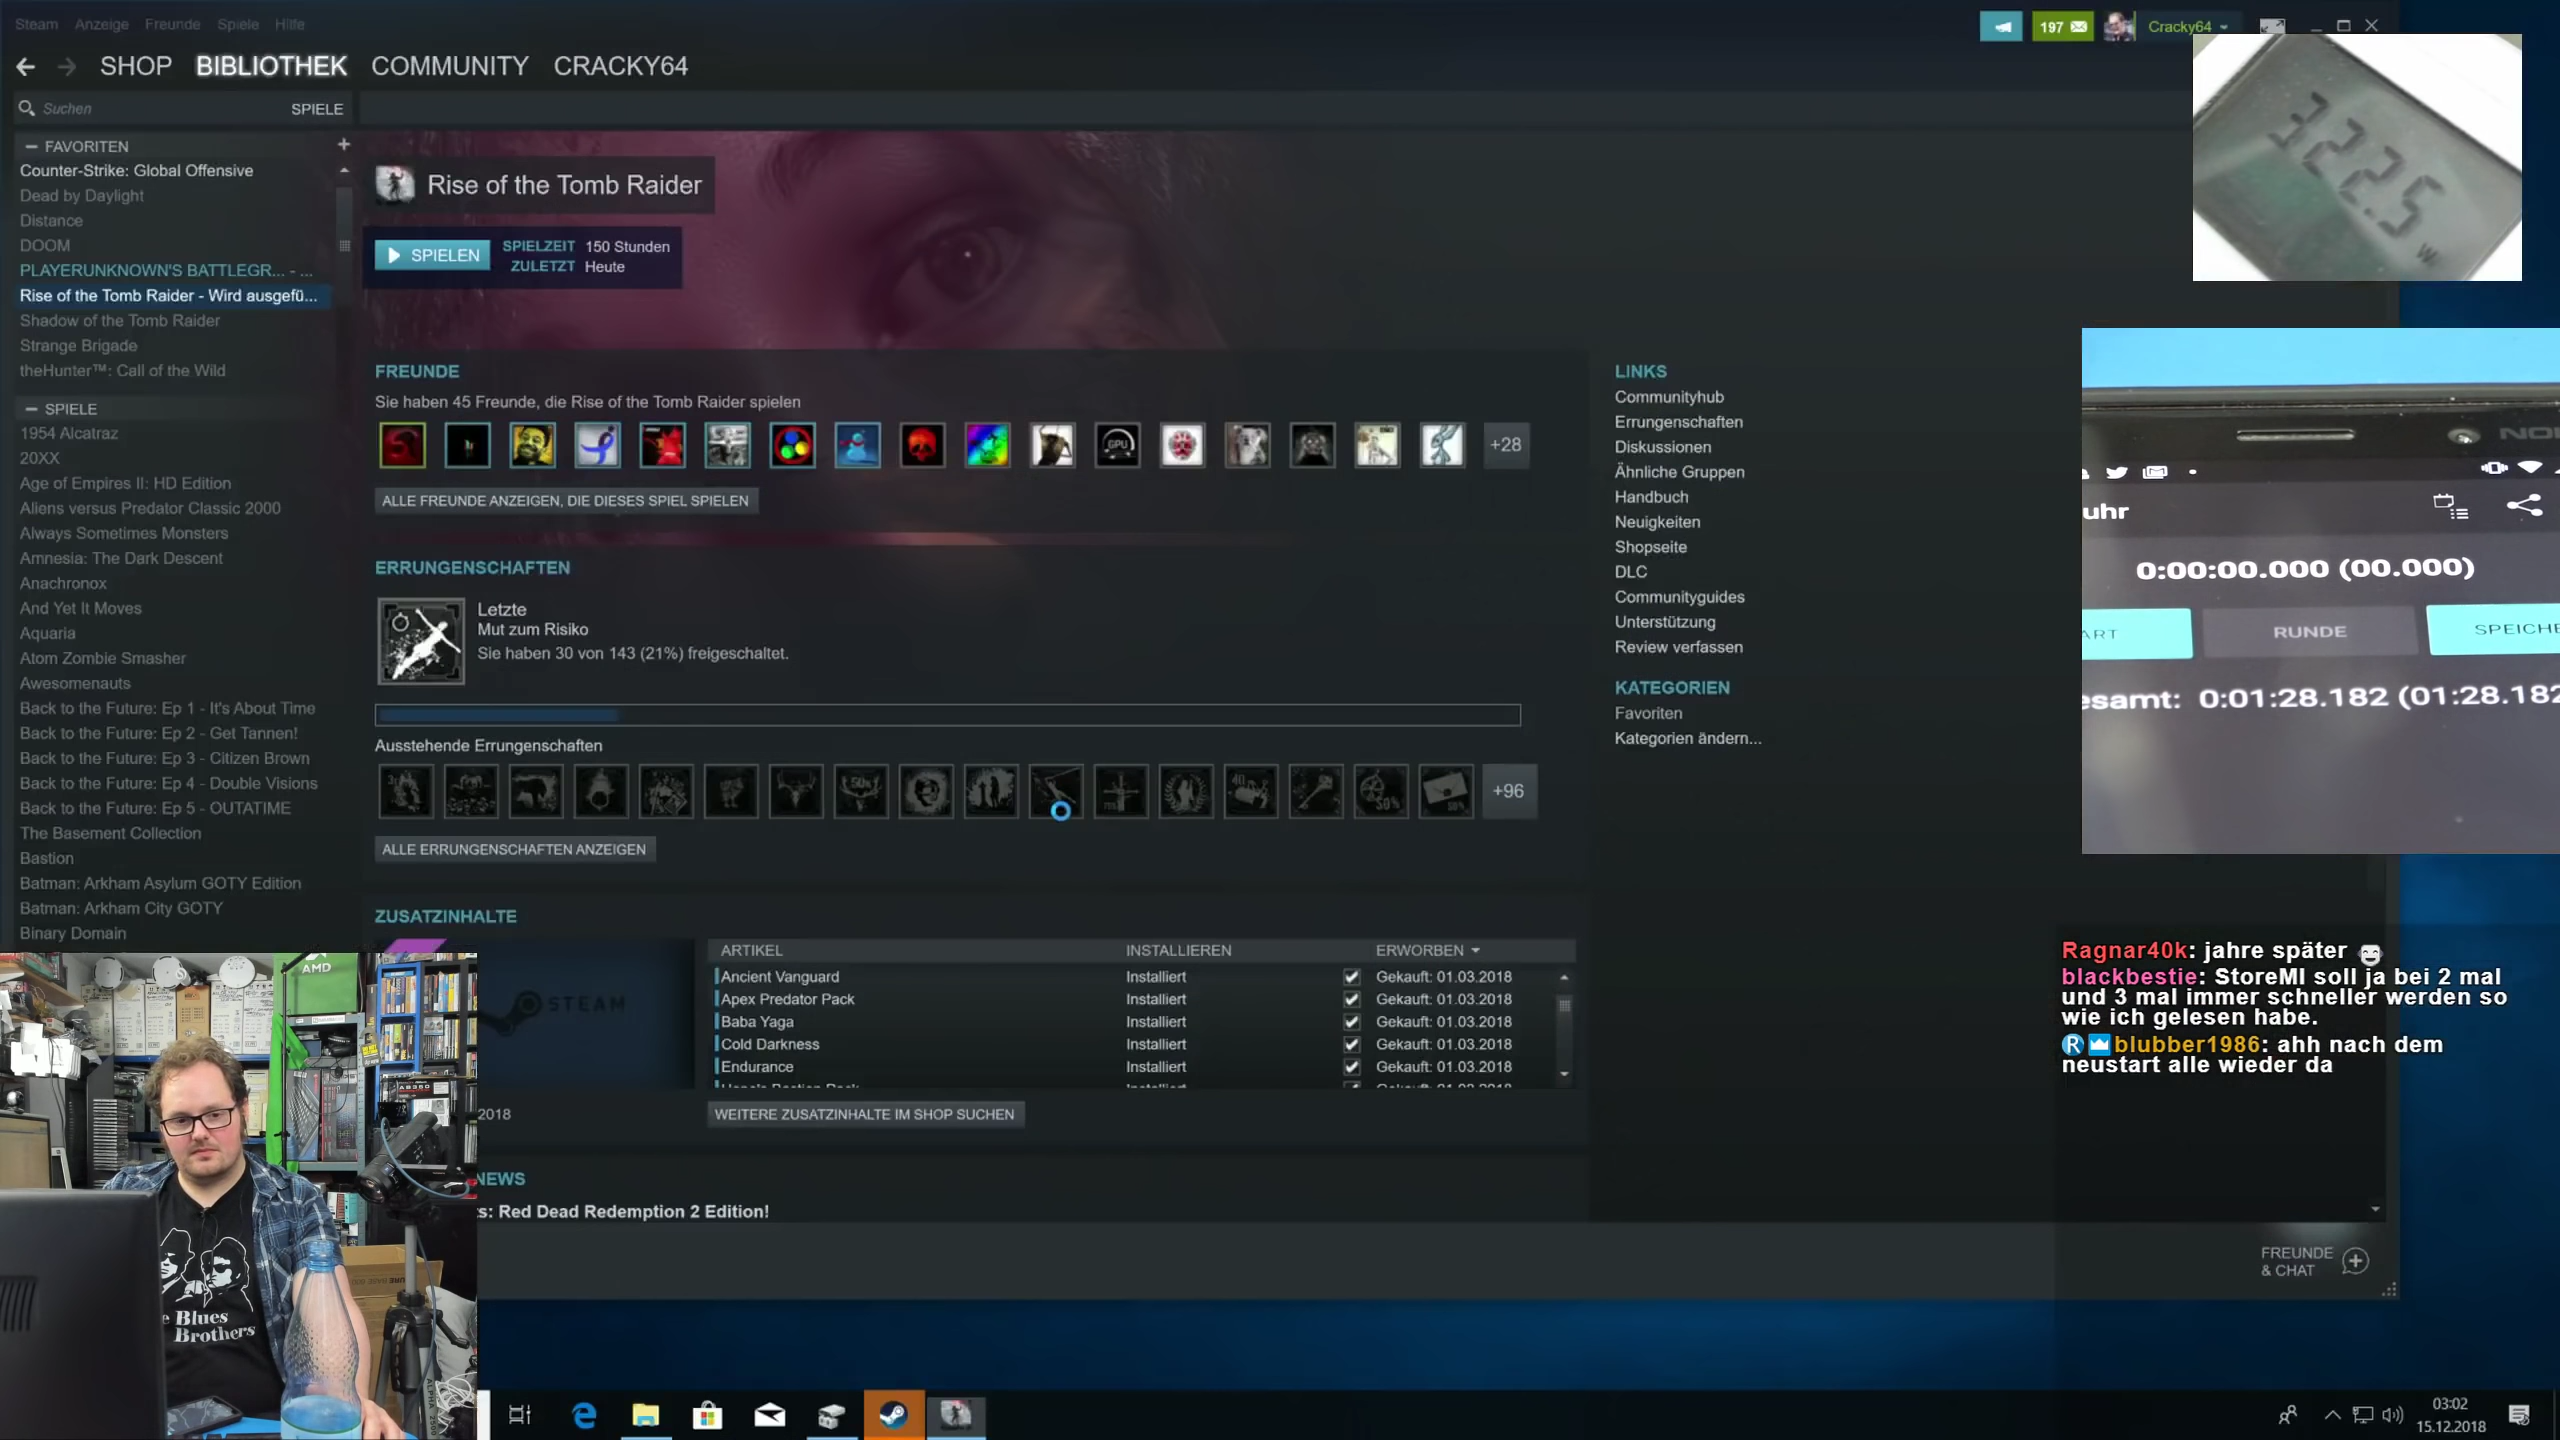 Steam Anzeige Freunde Spiele Hilfe
197 Cracky64
SHOP BIBLIOTHEK COMMUNITY CRACKY64
Suchen SPIELE
FAVORITEN
Counter-Strike: Global Offensive
Dead by Daylight
Distance
DOOM
PLAYERUNKNOWN'S BATTLEGR... - ...
Rise of the Tomb Raider - Wird ausgefü...
Shadow of the Tomb Raider
Strange Brigade
theHunter™: Call of the Wild
SPIELE
1954 Alcatraz
20XX
Age of Empires II: HD Edition
Aliens versus Predator Classic 2000
Always Sometimes Monsters
Amnesia: The Dark Descent
Anachronox
And Yet It Moves
Aquaria
Atom Zombie Smasher
Awesomenauts
Back to the Future: Ep 1 - It's About Time
Back to the Future: Ep 2 - Get Tannen!
Back to the Future: Ep 3 - Citizen Brown
Back to the Future: Ep 4 - Double Visions
Back to the Future: Ep 5 - OUTATIME
The Basement Collection
Bastion
Batman: Arkham Asylum GOTY Edition
Batman: Arkham City GOTY
Binary Domain
Rise of the Tomb Raider
SPIELEN
SPIELZEIT 150 Stunden
ZULETZT Heute
FREUNDE
Sie haben 45 Freunde, die Rise of the Tomb Raider spielen
GPU
+28
ALLE FREUNDE ANZEIGEN, DIE DIESES SPIEL SPIELEN
ERRUNGENSCHAFTEN
Letzte
Mut zum Risiko
Sie haben 30 von 143 (21%) freigeschaltet.
Ausstehende Errungenschaften
+96
ALLE ERRUNGENSCHAFTEN ANZEIGEN
ZUSATZINHALTE
STEAM
2018
ARTIKEL INSTALLIEREN ERWORBEN
Ancient Vanguard Installiert Gekauft: 01.03.2018
Apex Predator Pack Installiert Gekauft: 01.03.2018
Baba Yaga Installiert Gekauft: 01.03.2018
Cold Darkness Installiert Gekauft: 01.03.2018
Endurance Installiert Gekauft: 01.03.2018
WEITERE ZUSATZINHALTE IM SHOP SUCHEN
NEWS
s: Red Dead Redemption 2 Edition!
LINKS
Communityhub
Errungenschaften
Diskussionen
Ähnliche Gruppen
Handbuch
Neuigkeiten
Shopseite
DLC
Communityguides
Unterstützung
Review verfassen
KATEGORIEN
Favoriten
Kategorien ändern...
322.5
W
NO
uhr
0:00:00.000 (00.000)
ART RUNDE SPEICHE
esamt: 0:01:28.182 (01:28.182
Ragnar40k: jahre später
blackbestie: StoreMI soll ja bei 2 mal
und 3 mal immer schneller werden so
wie ich gelesen habe.
R blubber1986: ahh nach dem
neustart alle wieder da
FREUNDE
& CHAT
AMD
e Blues
Brothers
03:02
15.12.2018